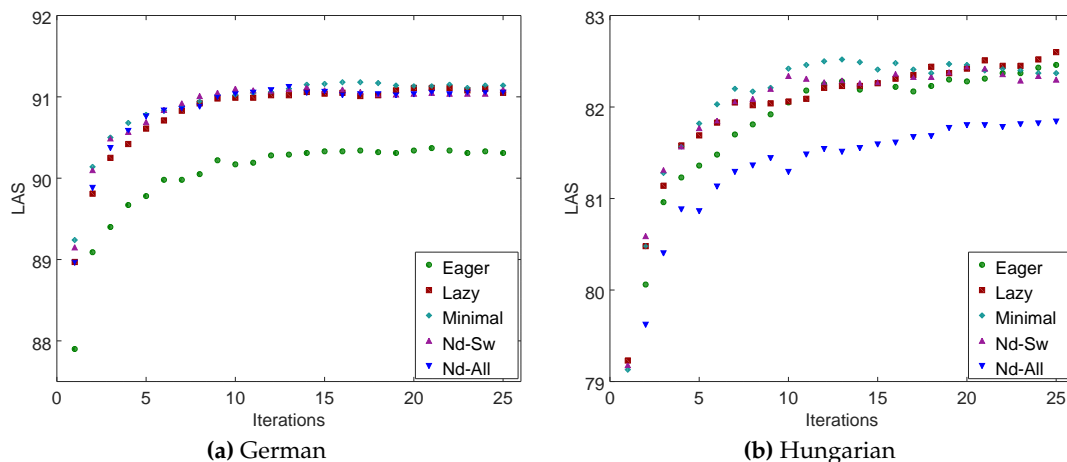 92
91
90
89
88
LAS
0
5
10
15
20
25
Iterations
Eager
Lazy
Minimal
Nd-Sw
Nd-All
(a) German
83
82
81
80
79
LAS
0
5
10
15
20
25
Iterations
Eager
Lazy
Minimal
Nd-Sw
Nd-All
(b) Hungarian